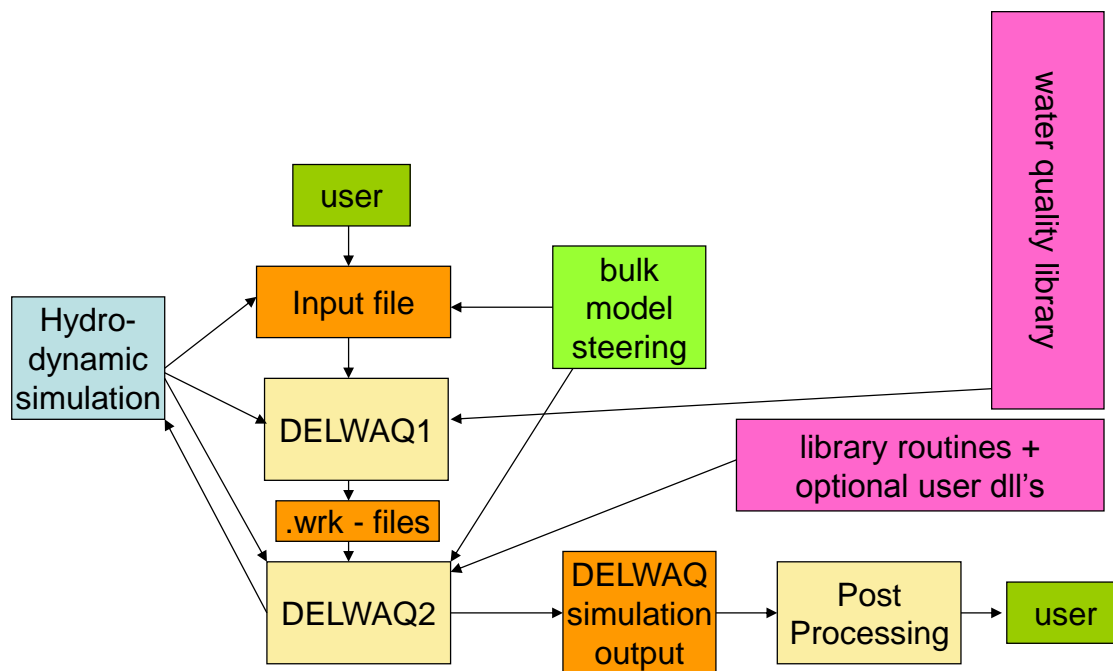 water quality library
user
bulk
model
steering
Input file
Hydro-
dynamic
simulation
DELWAQ1
library routines +
optional user dll's
.wrk - files
DELWAQ2
DELWAQ
simulation
output
Post
Processing
user